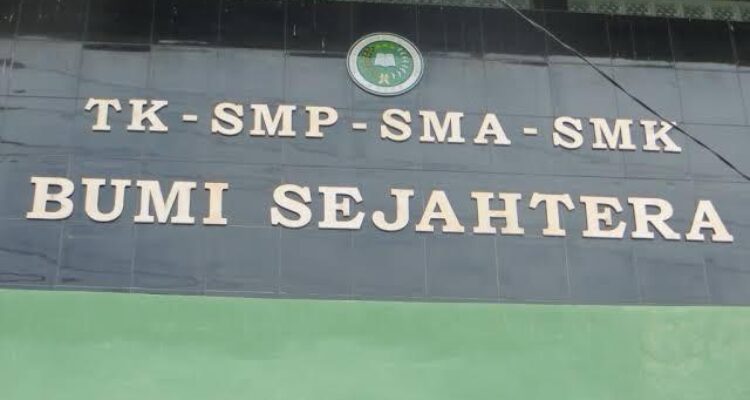 TK - SMP - SMA - SMK
BUMI SEJAHTERA